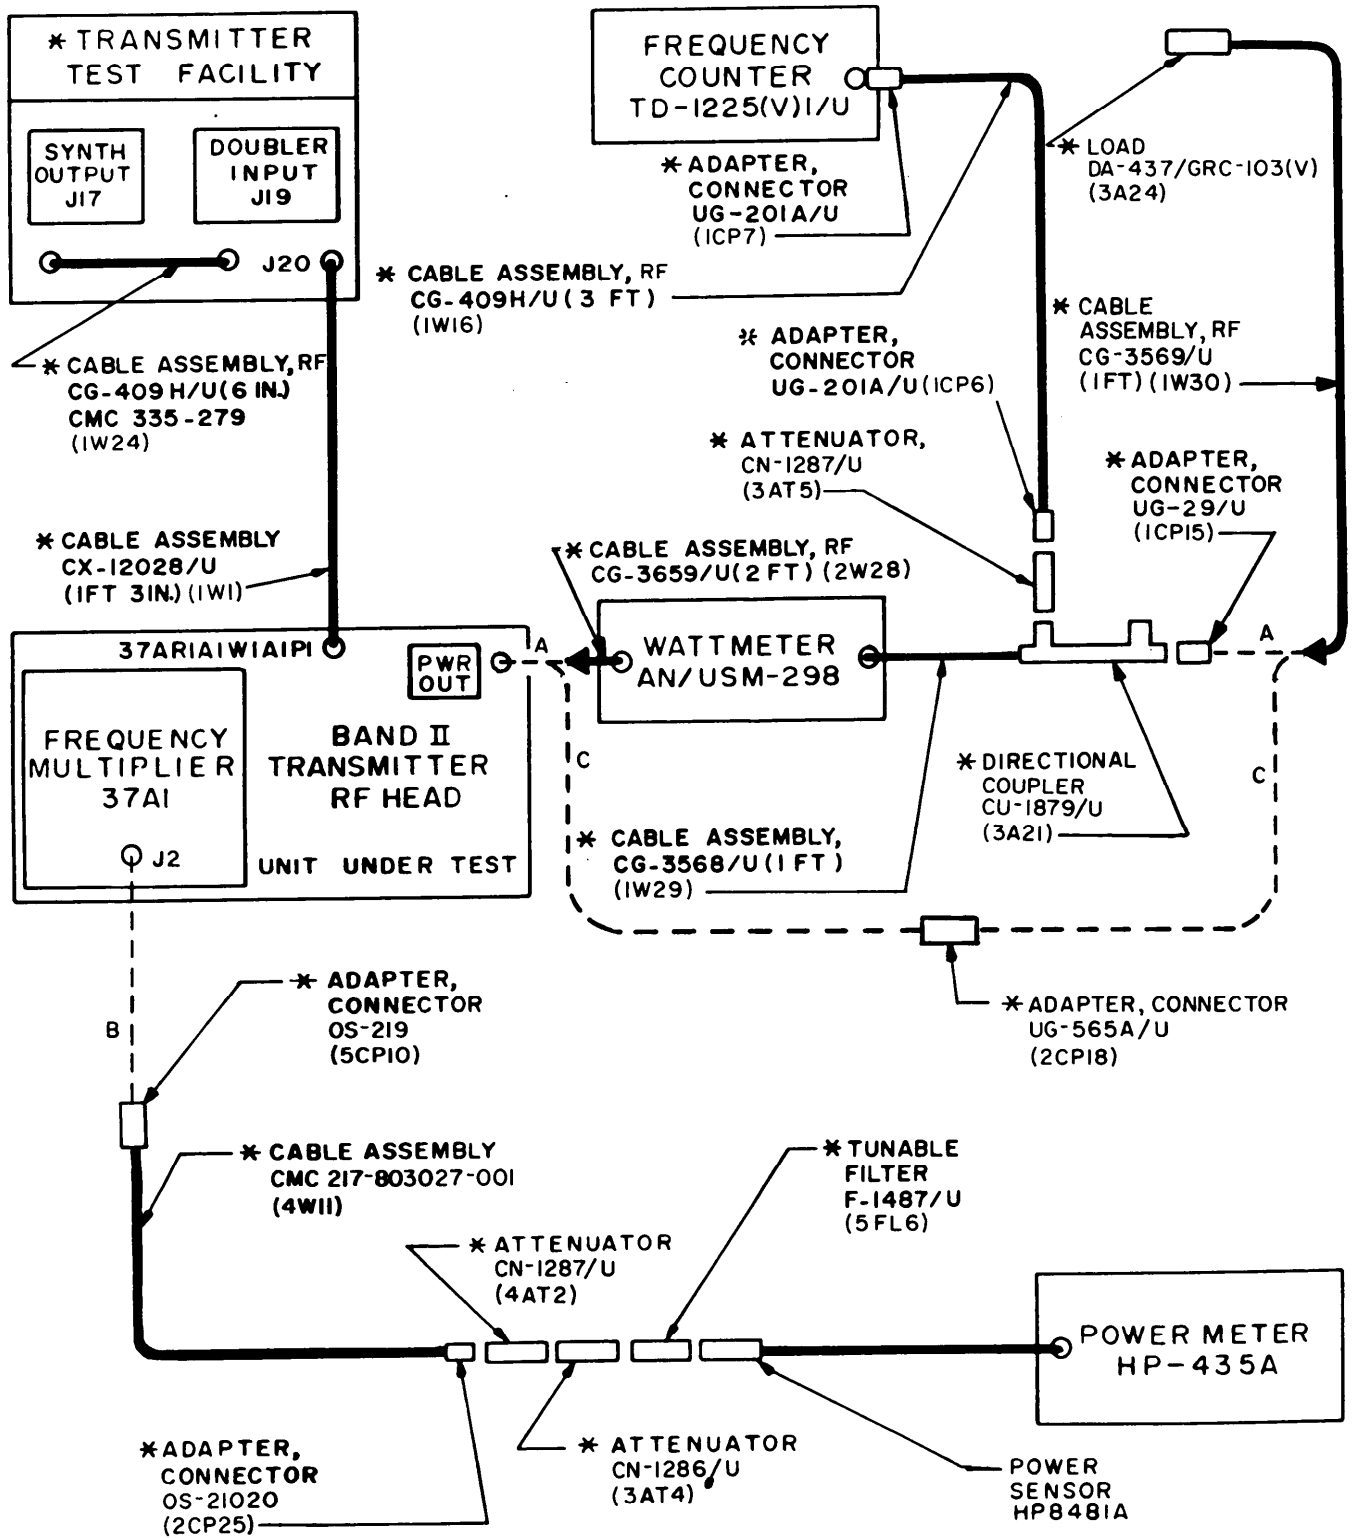 * TRANSMITTER
TEST FACILITY
SYNTH
OUTPUT
J17
DOUBLER
INPUT
J19
J20
* CABLE ASSEMBLY, RF
CG-409H/U(6 IN.)
CMC 335-279
(1W24)
* CABLE ASSEMBLY
CX-12028/U
(1FT 3IN.) (1W1)
FREQUENCY
COUNTER
TD-1225(V)1/U
* ADAPTER,
CONNECTOR
UG-201A/U
(1CP7)
* CABLE ASSEMBLY, RF
CG-409H/U (3 FT)
(1W16)
* LOAD
DA-437/GRC-103(V)
(3A24)
* ADAPTER,
CONNECTOR
UG-201A/U (1CP6)
* CABLE
ASSEMBLY, RF
CG-3569/U
(1FT) (1W30)
* ATTENUATOR,
CN-1287/U
(3AT5)
* ADAPTER,
CONNECTOR
UG-29/U
(1CP15)
* CABLE ASSEMBLY, RF
CG-3659/U(2 FT) (2W28)
37AR1A1W1A1P1
PWR
OUT
A
WATTMETER
AN/USM-298
A
FREQUENCY
MULTIPLIER
37A1
J2
BAND II
TRANSMITTER
RF HEAD
UNIT UNDER TEST
C
* DIRECTIONAL
COUPLER
CU-1879/U
(3A21)
C
* CABLE ASSEMBLY,
CG-3568/U (1 FT)
(1W29)
* ADAPTER, CONNECTOR
UG-565A/U
(2CP18)
B
* ADAPTER,
CONNECTOR
OS-219
(5CP10)
* CABLE ASSEMBLY
CMC 217-803027-001
(4W11)
* TUNABLE
FILTER
F-1487/U
(5FL6)
* ATTENUATOR
CN-1287/U
(4AT2)
POWER METER
HP-435A
* ADAPTER,
CONNECTOR
OS-21020
(2CP25)
* ATTENUATOR
CN-1286/U
(3AT4)
POWER
SENSOR
HP8481A